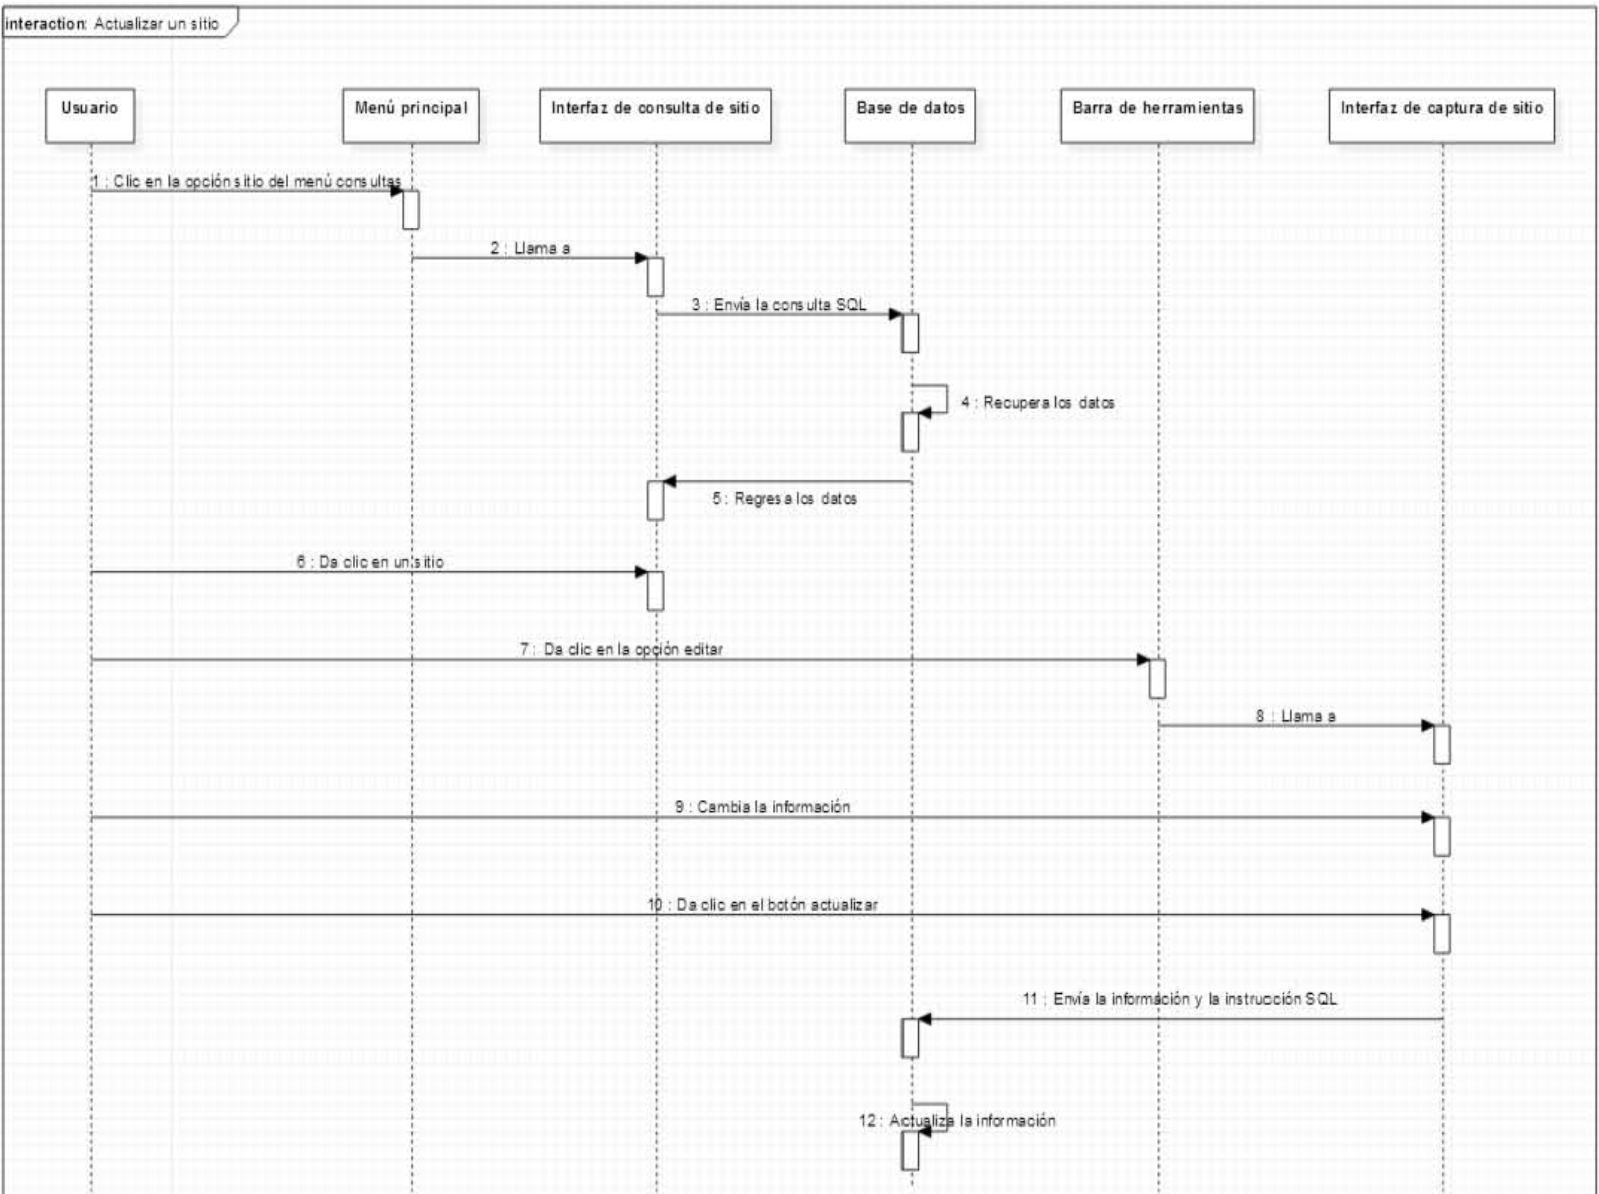 interaction: Actualizar un sitio
Usuario
Menú principal
Interfaz de consulta de sitio
Base de datos
Barra de herramientas
Interfaz de captura de sitio
1 : Clic en la opción sitio del menú consultas
2 : Llama a
3 : Envía la consulta SQL
4 : Recupera los datos
5 : Regresa los datos
6 : Da clic en un sitio
7 : Da clic en la opción editar
8 : Llama a
9 : Cambia la información
10 : Da clic en el botón actualizar
11 : Envía la información y la instrucción SQL
12 : Actualiza la información